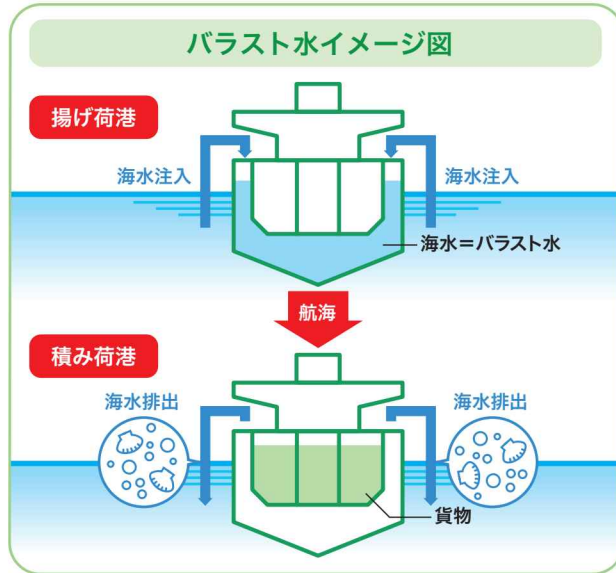 バラスト水イメージ図
揚げ荷港
海水注入
海水注入
海水＝バラスト水
航海
積み荷港
海水排出
海水排出
貨物